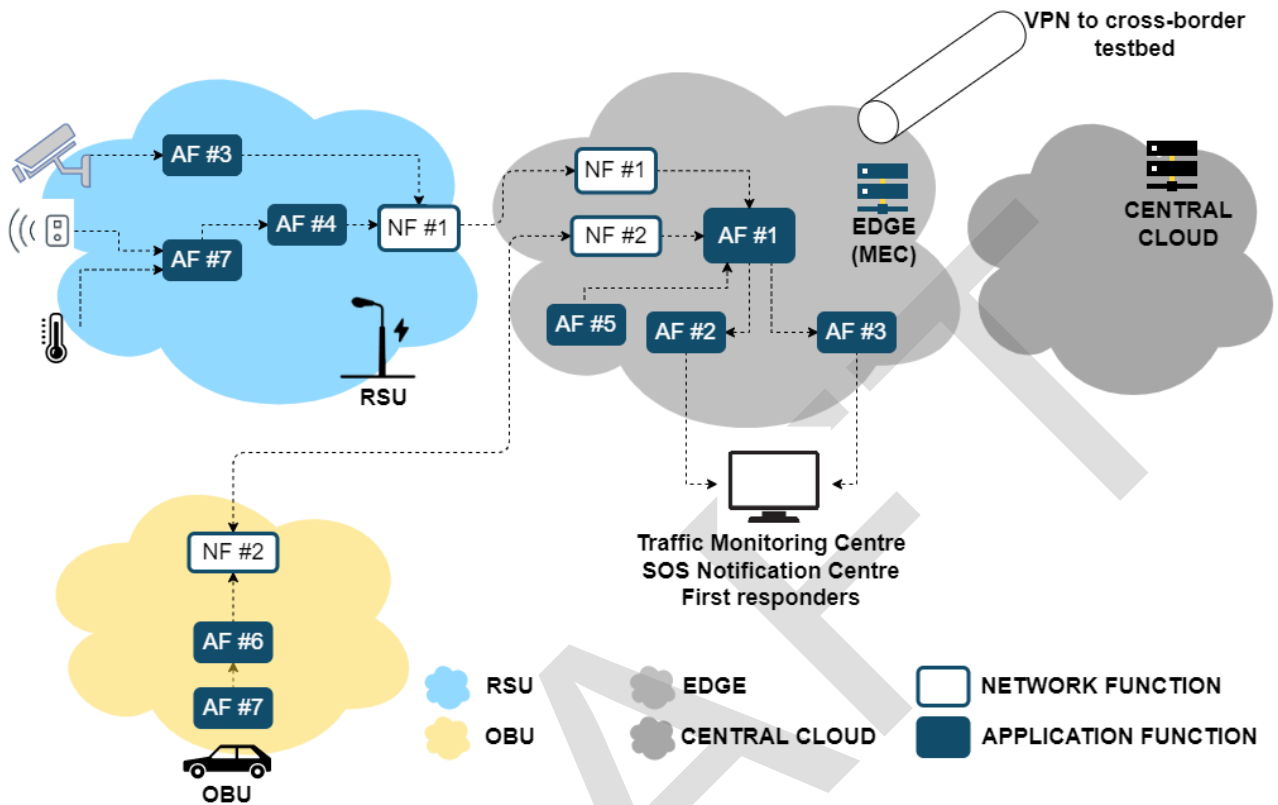 VPN to cross-border
testbed
AF #3
NF #1
AF #4
NF #1
AF #7
NF #2
AF #1
EDGE
(MEC)
CENTRAL
CLOUD
AF #5
AF #2
AF #3
RSU
NF #2
Traffic Monitoring Centre
SOS Notification Centre
First responders
AF #6
AF #7
OBU
RSU
EDGE
NETWORK FUNCTION
OBU
CENTRAL CLOUD
APPLICATION FUNCTION